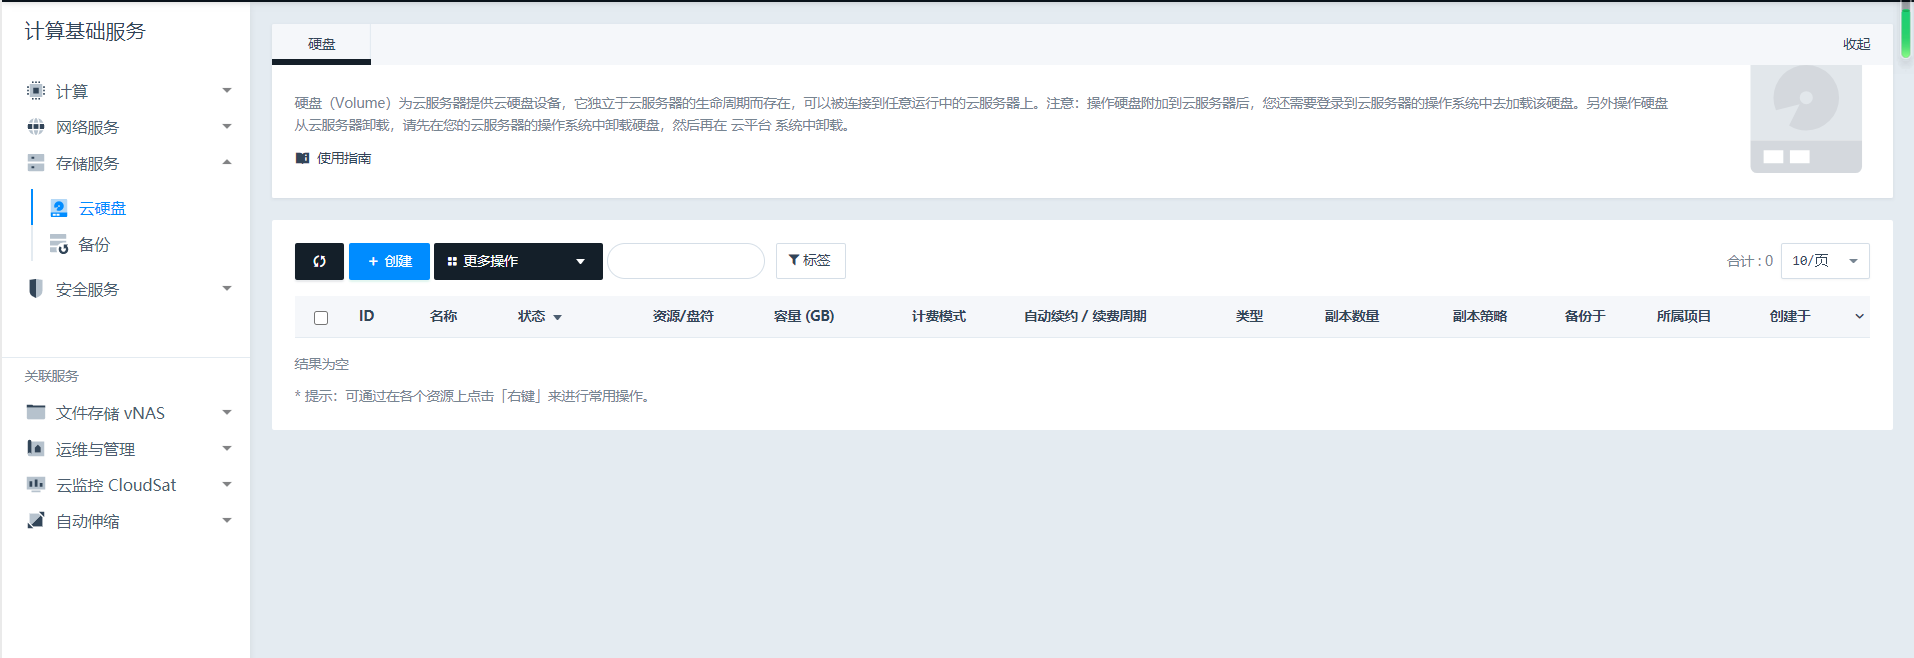 计算基础服务
计算
网络服务
存储服务
云硬盘
备份
安全服务
关联服务
文件存储 vNAS
运维与管理
云监控 CloudSat
自动伸缩
硬盘
收起
硬盘（Volume）为云服务器提供云硬盘设备，它独立于云服务器的生命周期而存在，可以被连接到任意运行中的云服务器上。注意：操作硬盘附加到云服务器后，您还需要登录到云服务器的操作系统中去加载该硬盘。另外操作硬盘
从云服务器卸载，请先在您的云服务器的操作系统中卸载硬盘，然后再在 云平台 系统中卸载。
使用指南
+ 创建 更多操作 标签 合计 : 0 10/页
ID 名称 状态 资源/盘符 容量 (GB) 计费模式 自动续约 / 续费周期 类型 副本数量 副本策略 备份于 所属项目 创建于
结果为空
* 提示：可通过在各个资源上点击「右键」来进行常用操作。